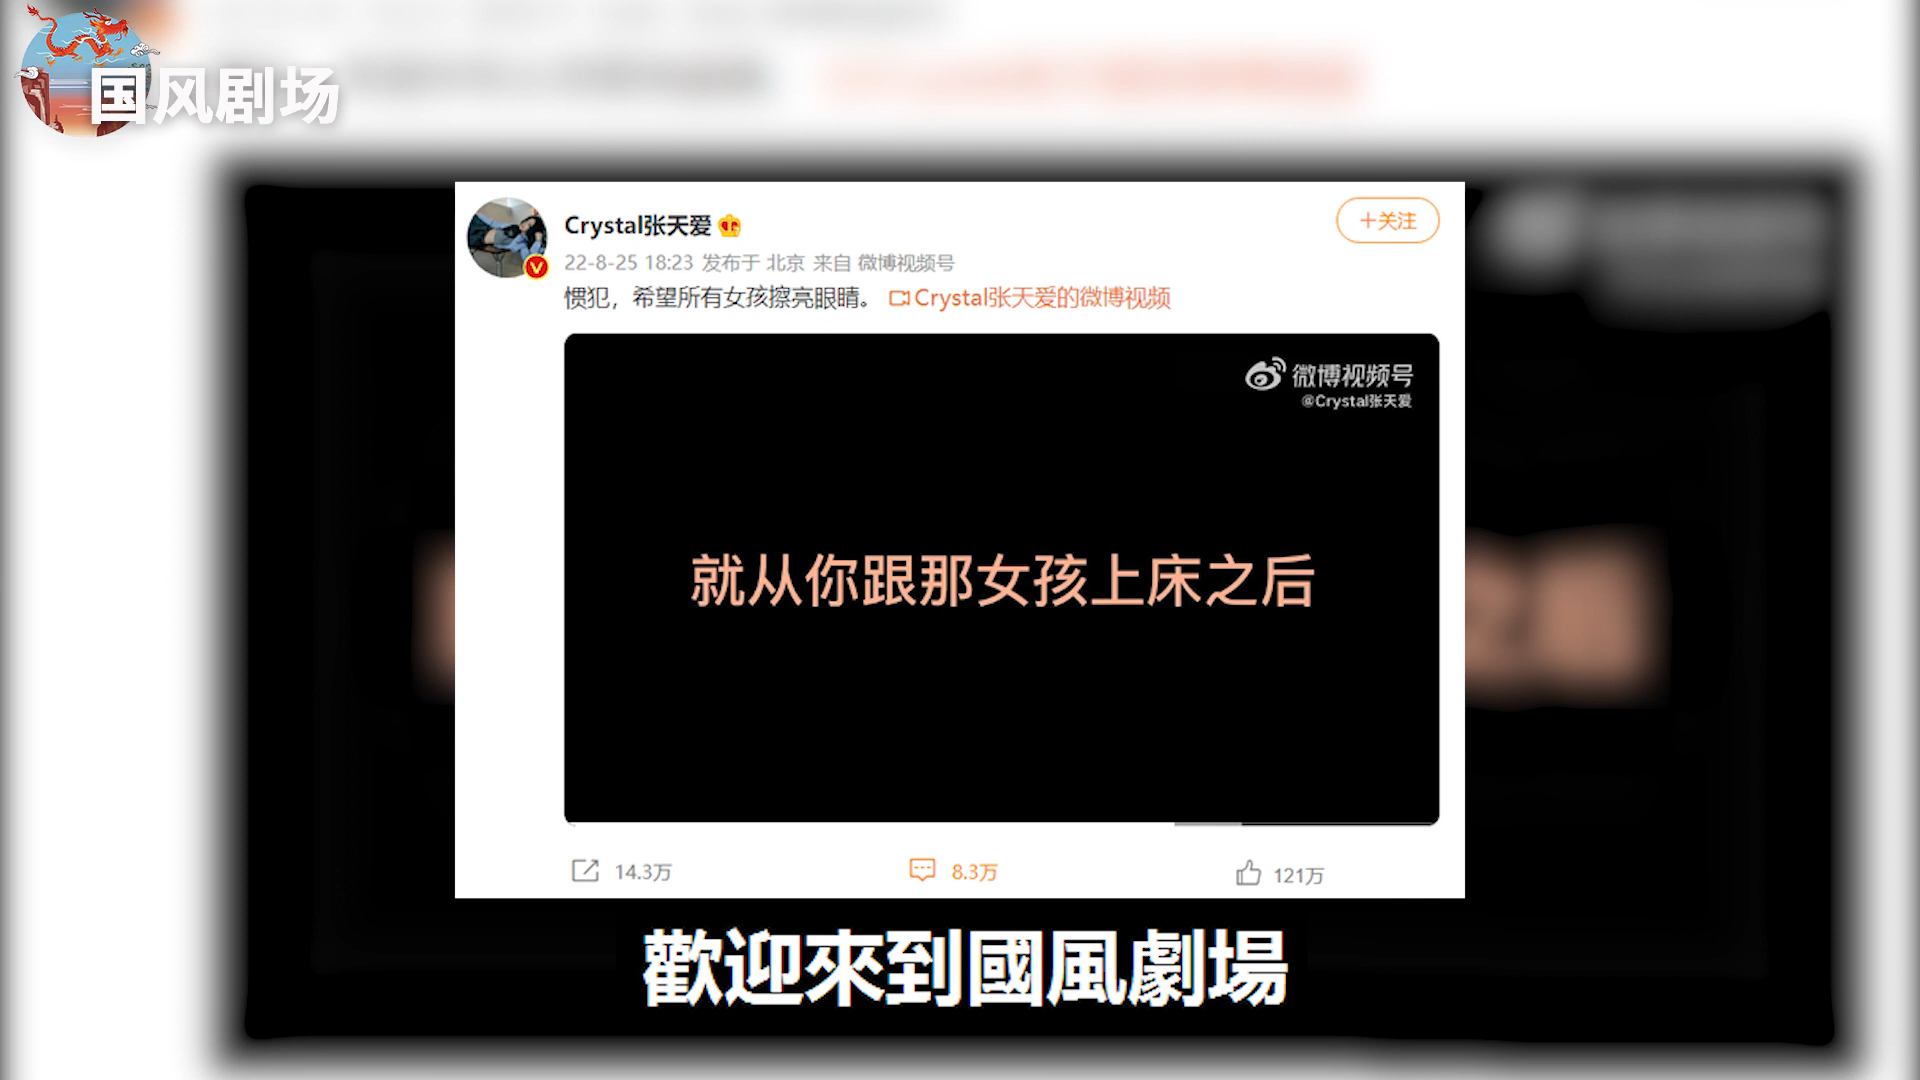 国风剧场
Crystal张天爱
+关注
22-8-25 18:23 发布于 北京 来自 微博视频号
惯犯，希望所有女孩擦亮眼睛。 Crystal张天爱的微博视频
微博视频号
@Crystal张天爱
就从你跟那女孩上床之后
14.3万
8.3万
121万
歡迎來到國風劇場